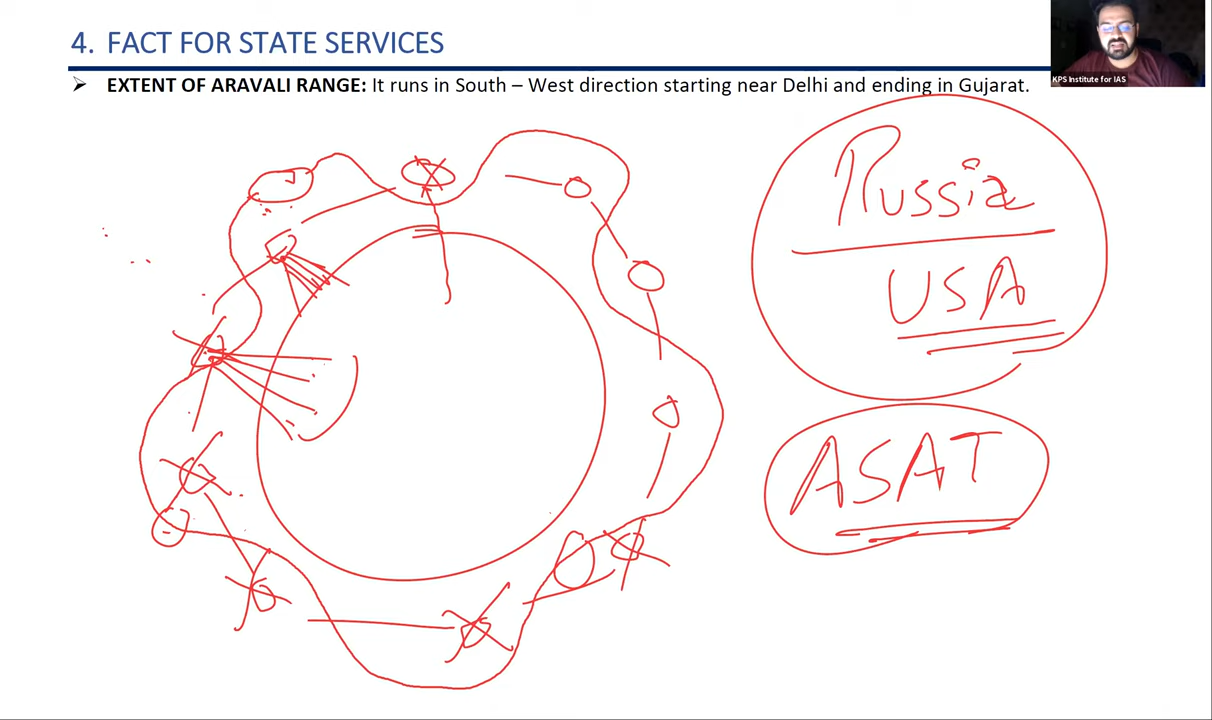 4. FACT FOR STATE SERVICES
KPS Institute for IAS
➢ EXTENT OF ARAVALI RANGE: It runs in South – West direction starting near Delhi and ending in Gujarat.
Russia
USA
ASAT